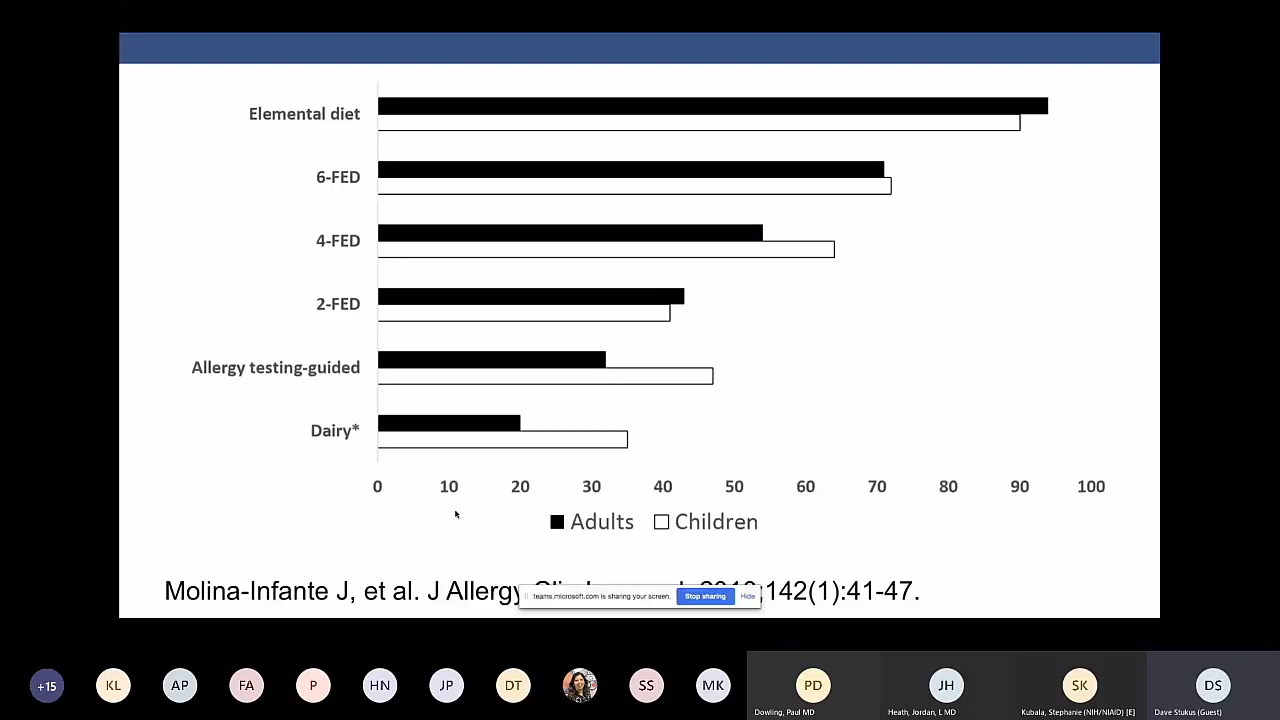 Elemental diet
6-FED
4-FED
2-FED
Allergy testing-guided
Dairy*
0 10 20 30 40 50 60 70 80 90 100
Adults Children
Molina-Infante J, et al. J Allergy ;142(1):41-47.
teams.microsoft.com is sharing your screen. Stop sharing Hide
+15 KL AP FA P HN JP DT SS MK PD JH SK DS
Dowling, Paul MD Heath, Jordan, L MD Kubala, Stephanie (NIH/NIAID) [E] Dave Stukus (Guest)